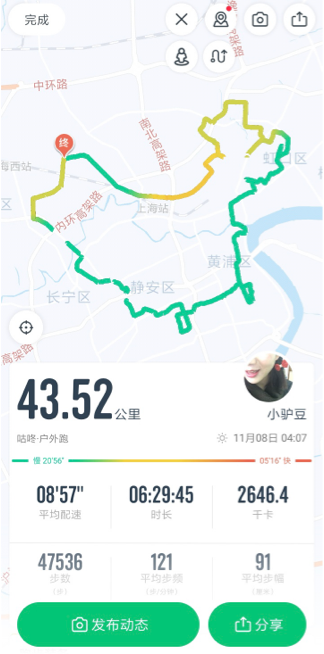 完成
中环路
南北高架路
终
虹口区
海西站
区
内环高架路
上海站
黄浦区
静安区
长宁区
高架路
43.52公里
小驴豆
咕咚·户外跑
11月08日 04:07
慢 20'56"
05'16" 快
08'57" 06:29:45 2646.4
平均配速 时长 千卡
47536 121 91
步数 平均步频 平均步幅
(步) (步/分钟) (厘米)
发布动态 分享